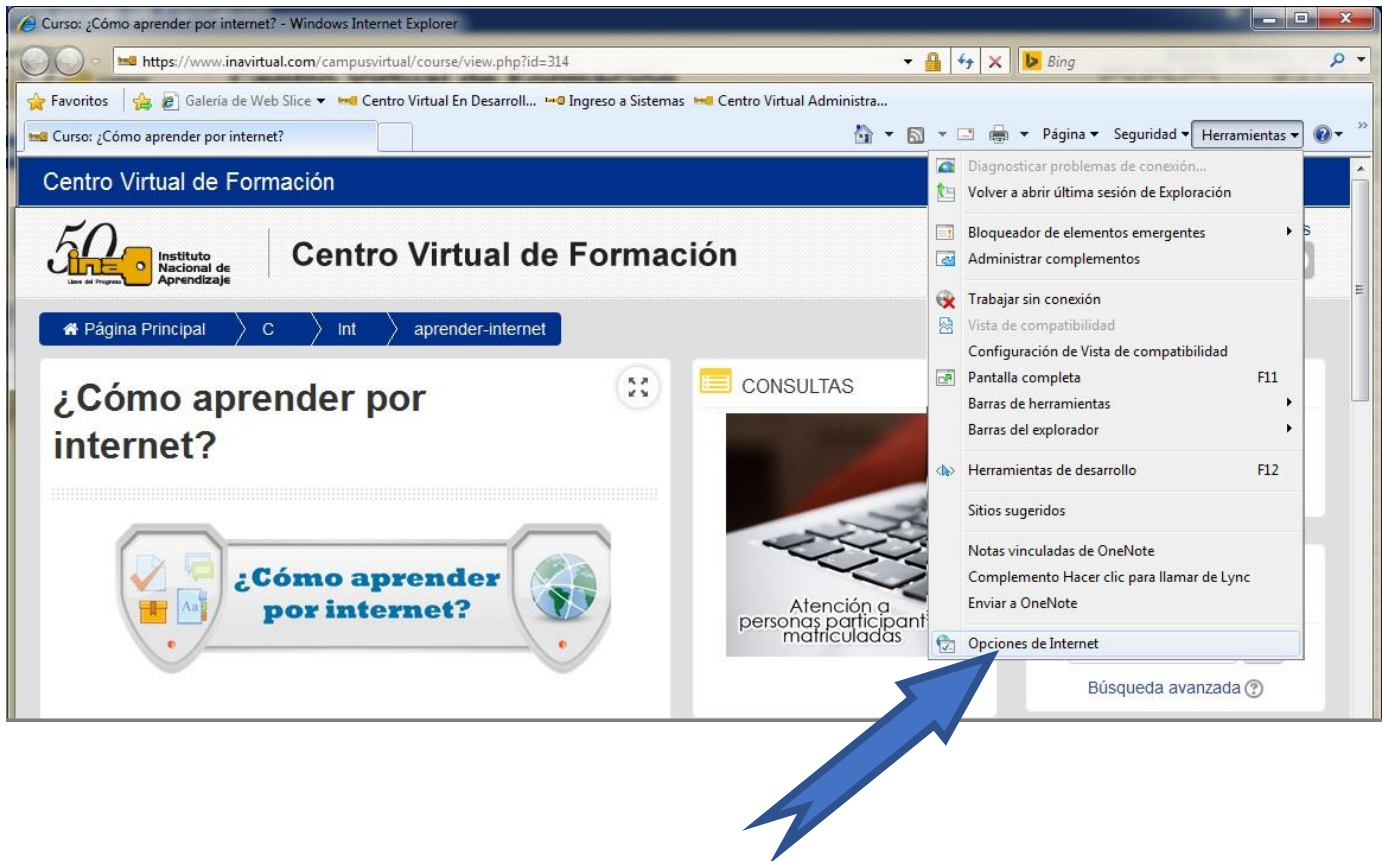 Curso: ¿Cómo aprender por internet? - Windows Internet Explorer
https://www.inavirtual.com/campusvirtual/course/view.php?id=314
Bing
Favoritos
Galería de Web Slice
Centro Virtual En Desarroll...
Ingreso a Sistemas
Centro Virtual Administra...
Curso: ¿Cómo aprender por internet?
Página
Seguridad
Herramientas
Centro Virtual de Formación
50
ina
Llave del Progreso
Instituto
Nacional de
Aprendizaje
Centro Virtual de Formación
Página Principal
C
Int
aprender-internet
¿Cómo aprender por
internet?
¿Cómo aprender
por internet?
CONSULTAS
Atención a
personas participant
matriculadas
Diagnosticar problemas de conexión...
Volver a abrir última sesión de Exploración
Bloqueador de elementos emergentes
Administrar complementos
Trabajar sin conexión
Vista de compatibilidad
Configuración de Vista de compatibilidad
Pantalla completa F11
Barras de herramientas
Barras del explorador
Herramientas de desarrollo F12
Sitios sugeridos
Notas vinculadas de OneNote
Complemento Hacer clic para llamar de Lync
Enviar a OneNote
Opciones de Internet
Búsqueda avanzada